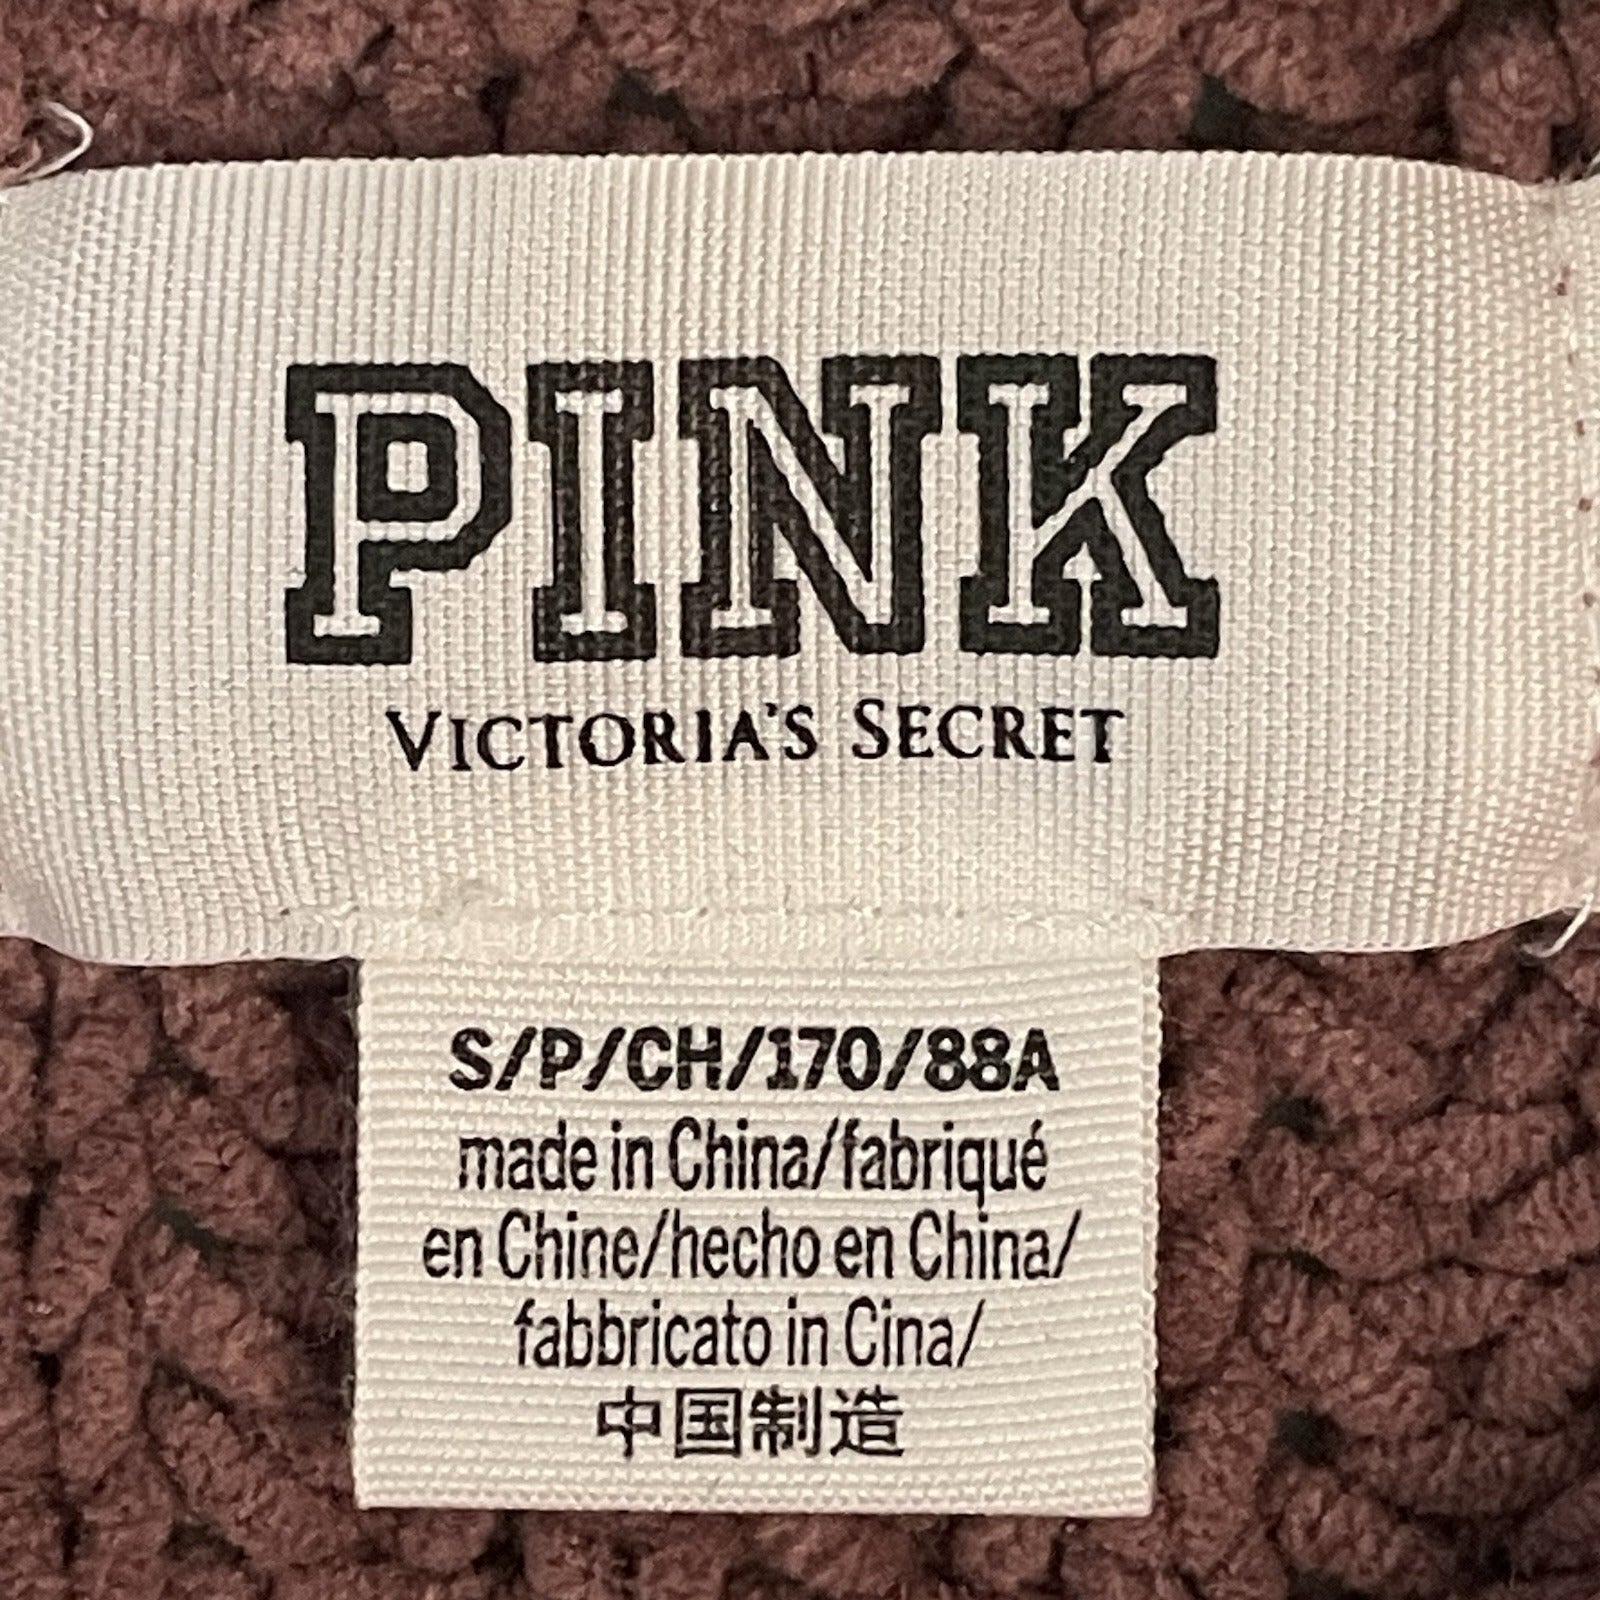 PINK
VICTORIA'S SECRET
S/P/CH/170/88A
made in China/fabriqué
en Chine/hecho en China/
fabbricato in Cina/
中国制造